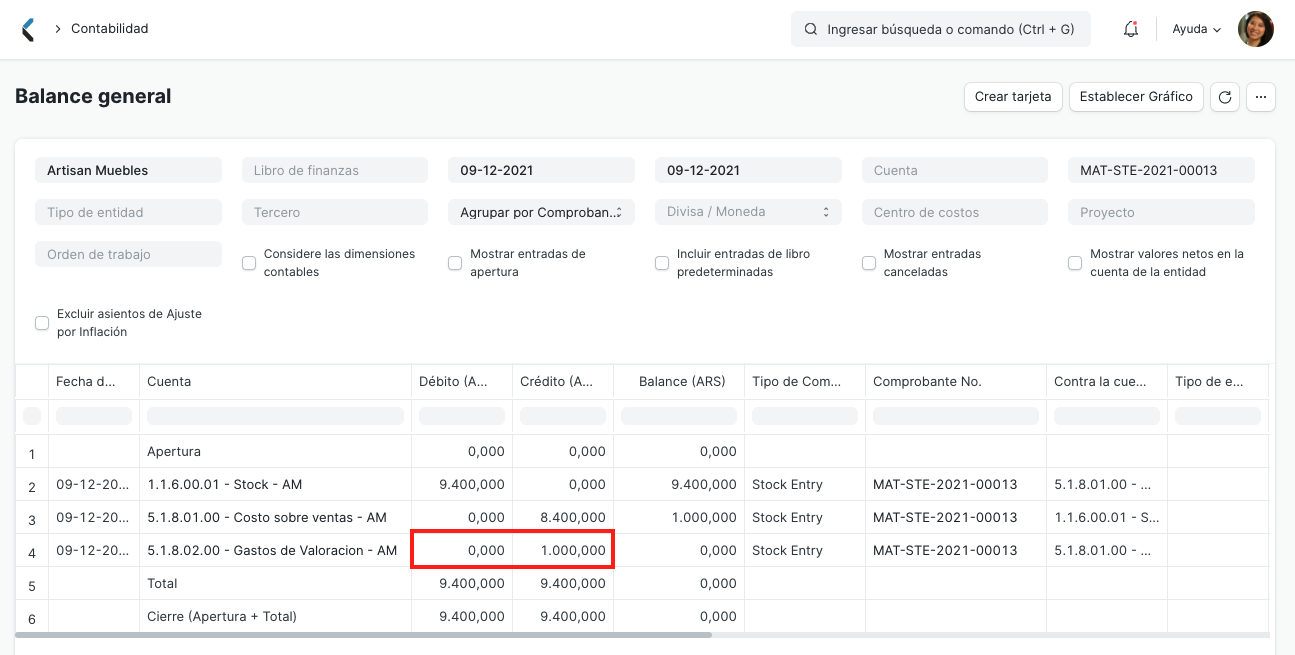 Contabilidad
Ingresar búsqueda o comando (Ctrl + G)
Ayuda
Balance general
Crear tarjeta
Establecer Gráfico
...
Artisan Muebles
Libro de finanzas
09-12-2021
09-12-2021
Cuenta
MAT-STE-2021-00013
Tipo de entidad
Tercero
Agrupar por Comproban...
Divisa / Moneda
Centro de costos
Proyecto
Orden de trabajo
Considere las dimensiones
contables
Mostrar entradas de
apertura
Incluir entradas de libro
predeterminadas
Mostrar entradas
canceladas
Mostrar valores netos en la
cuenta de la entidad
Excluir asientos de Ajuste
por Inflación
Fecha d... Cuenta Débito (A... Crédito (A... Balance (ARS) Tipo de Com... Comprobante No. Contra la cue... Tipo de e...
1 Apertura 0,000 0,000 0,000
2 09-12-20... 1.1.6.00.01 - Stock - AM 9.400,000 0,000 9.400,000 Stock Entry MAT-STE-2021-00013 5.1.8.01.00 - ...
3 09-12-20... 5.1.8.01.00 - Costo sobre ventas - AM 0,000 8.400,000 1.000,000 Stock Entry MAT-STE-2021-00013 1.1.6.00.01 - S...
4 09-12-20... 5.1.8.02.00 - Gastos de Valoracion - AM 0,000 1.000,000 0,000 Stock Entry MAT-STE-2021-00013 5.1.8.01.00 - ...
5 Total 9.400,000 9.400,000 0,000
6 Cierre (Apertura + Total) 9.400,000 9.400,000 0,000